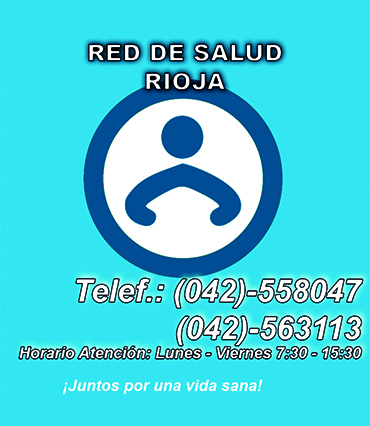 RED DE SALUD
RIOJA
Telef.: (042)-558047
(042)-563113
Horario Atención: Lunes - Viernes 7:30 - 15:30
¡Juntos por una vida sana!